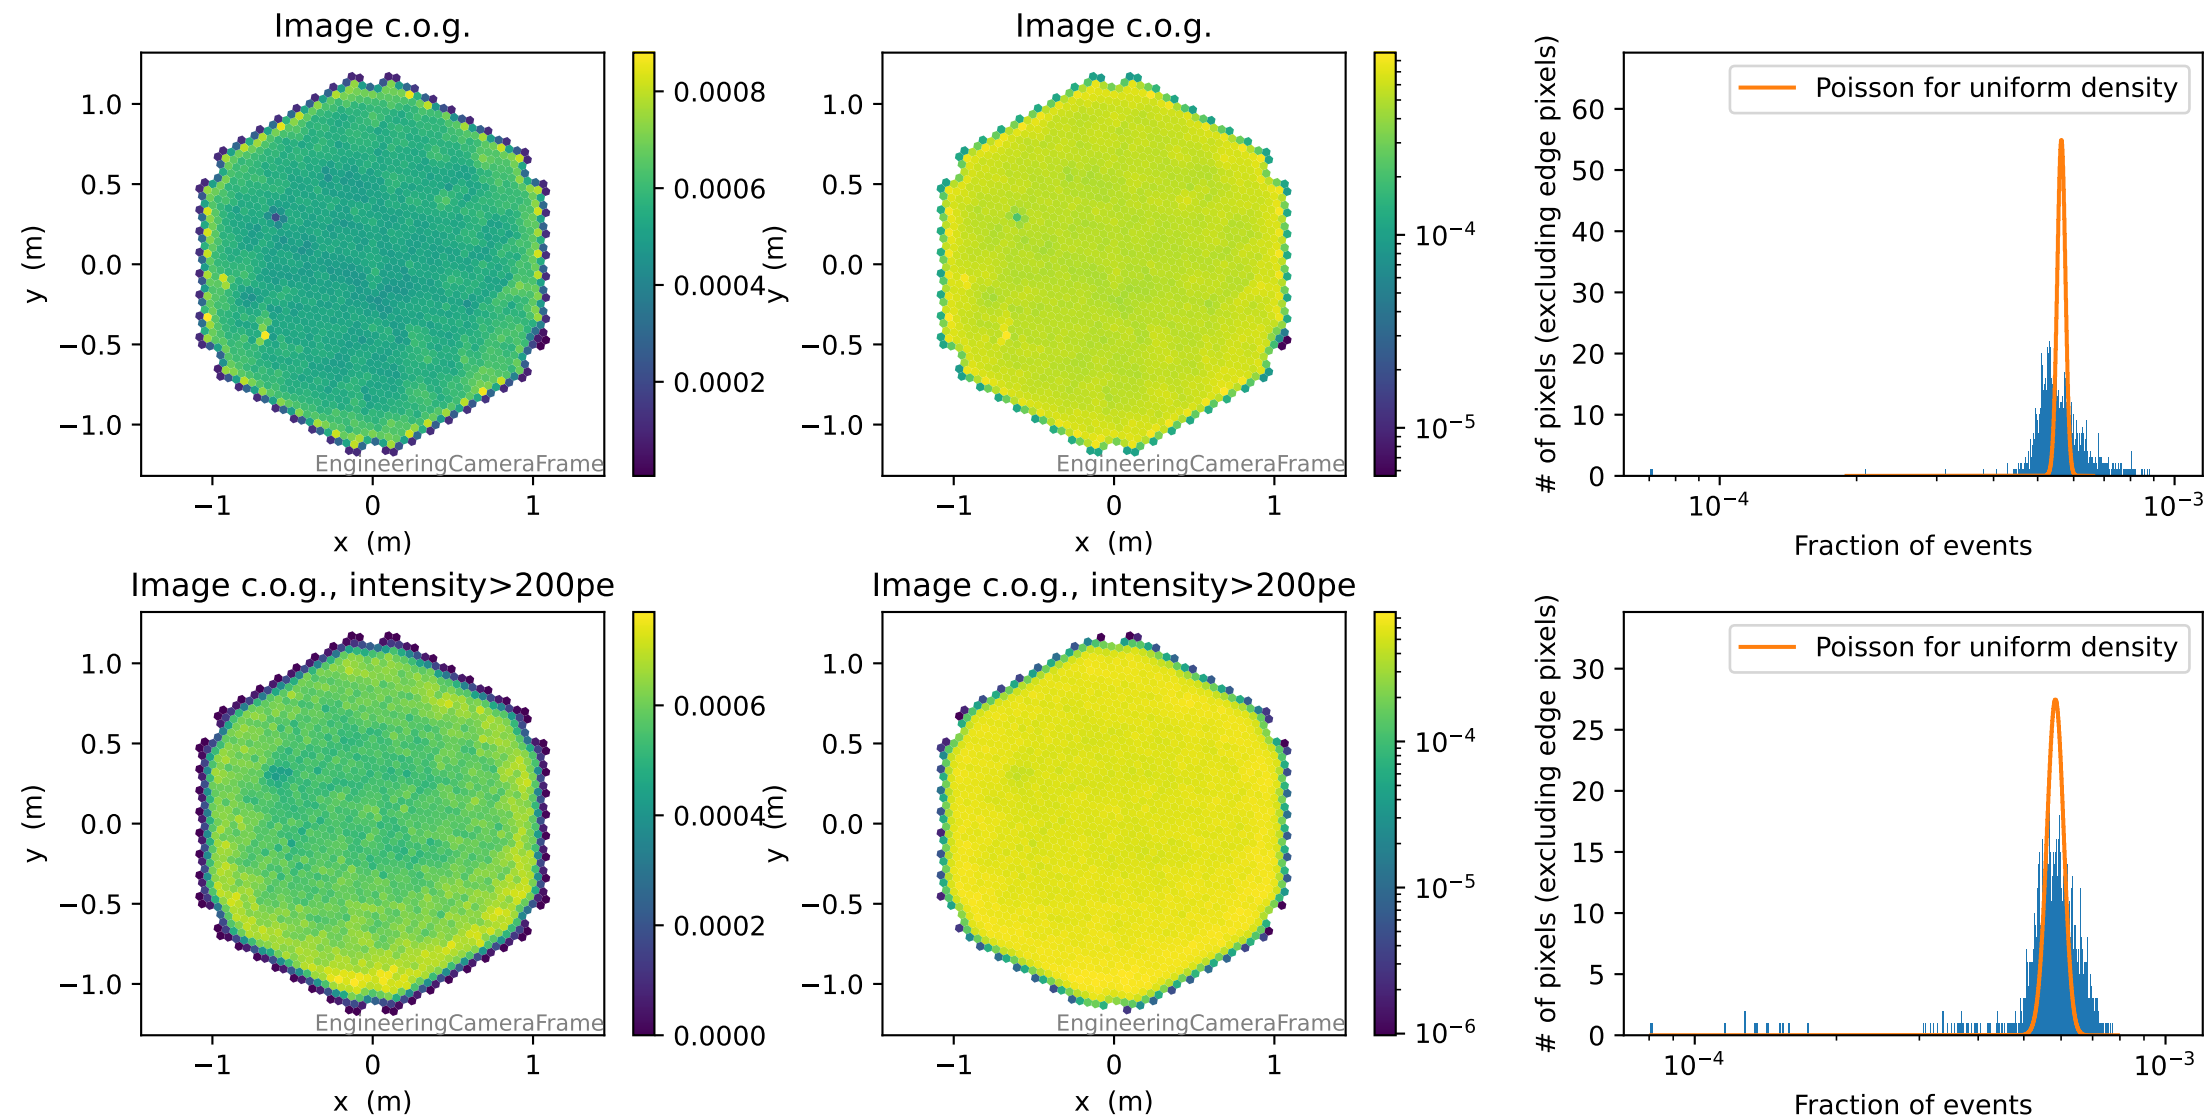 Image c.o.g.
1.0
0.5
0.0
−0.5
−1.0
y (m)
−1
0
1
x (m)
EngineeringCameraFrame
0.0008
0.0006
0.0004
0.0002
Image c.o.g.
1.0
0.5
0.0
−0.5
−1.0
y (m)
−1
0
1
x (m)
EngineeringCameraFrame
10⁻⁴
10⁻⁵
# of pixels (excluding edge pixels)
60
50
40
30
20
10
0
Poisson for uniform density
10⁻⁴
10⁻³
Fraction of events
Image c.o.g., intensity>200pe
1.0
0.5
0.0
−0.5
−1.0
y (m)
−1
0
1
x (m)
EngineeringCameraFrame
0.0006
0.0004
0.0002
0.0000
Image c.o.g., intensity>200pe
1.0
0.5
0.0
−0.5
−1.0
y (m)
−1
0
1
x (m)
EngineeringCameraFrame
10⁻⁴
10⁻⁵
10⁻⁶
# of pixels (excluding edge pixels)
30
25
20
15
10
5
0
Poisson for uniform density
10⁻⁴
10⁻³
Fraction of events